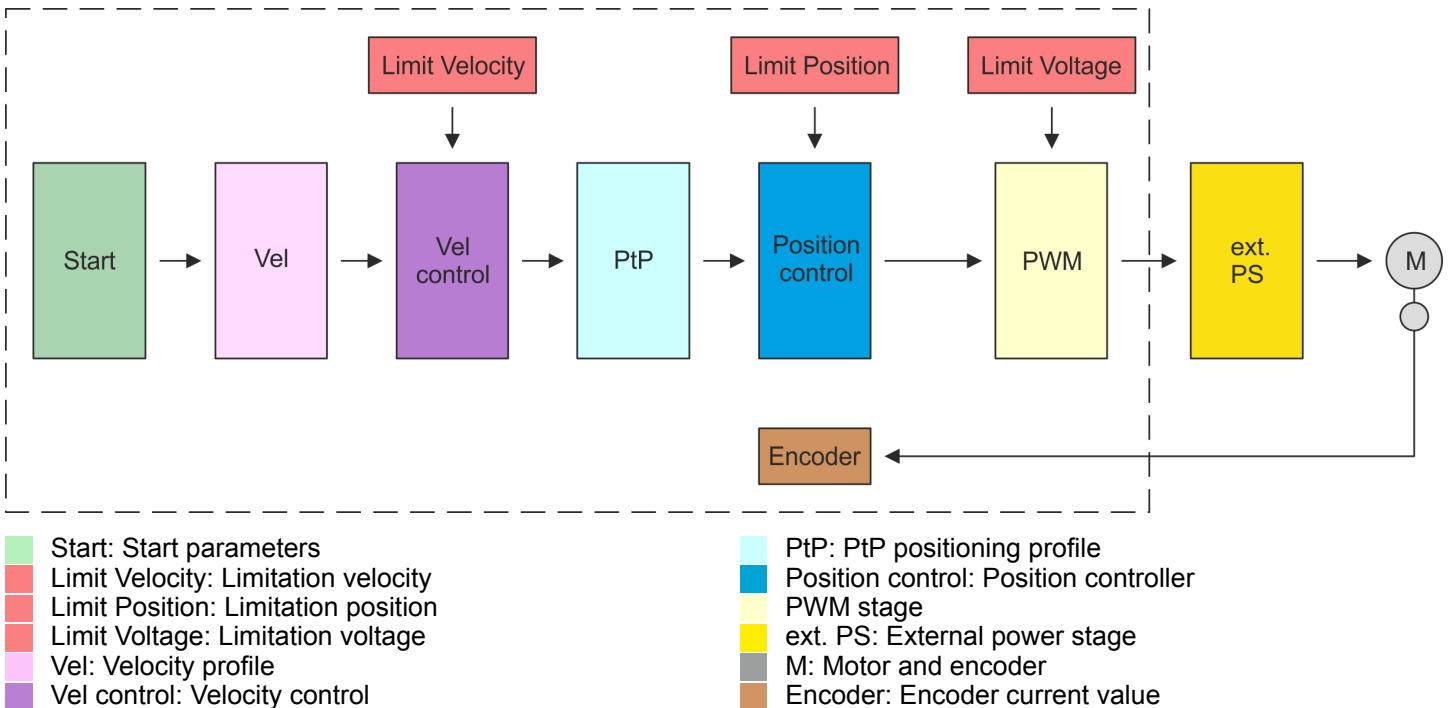 Limit Velocity
Limit Position
Limit Voltage
Start
Vel
Vel
control
PtP
Position
control
PWM
ext.
PS
M
Encoder
Start: Start parameters
Limit Velocity: Limitation velocity
Limit Position: Limitation position
Limit Voltage: Limitation voltage
Vel: Velocity profile
Vel control: Velocity control
PtP: PtP positioning profile
Position control: Position controller
PWM stage
ext. PS: External power stage
M: Motor and encoder
Encoder: Encoder current value